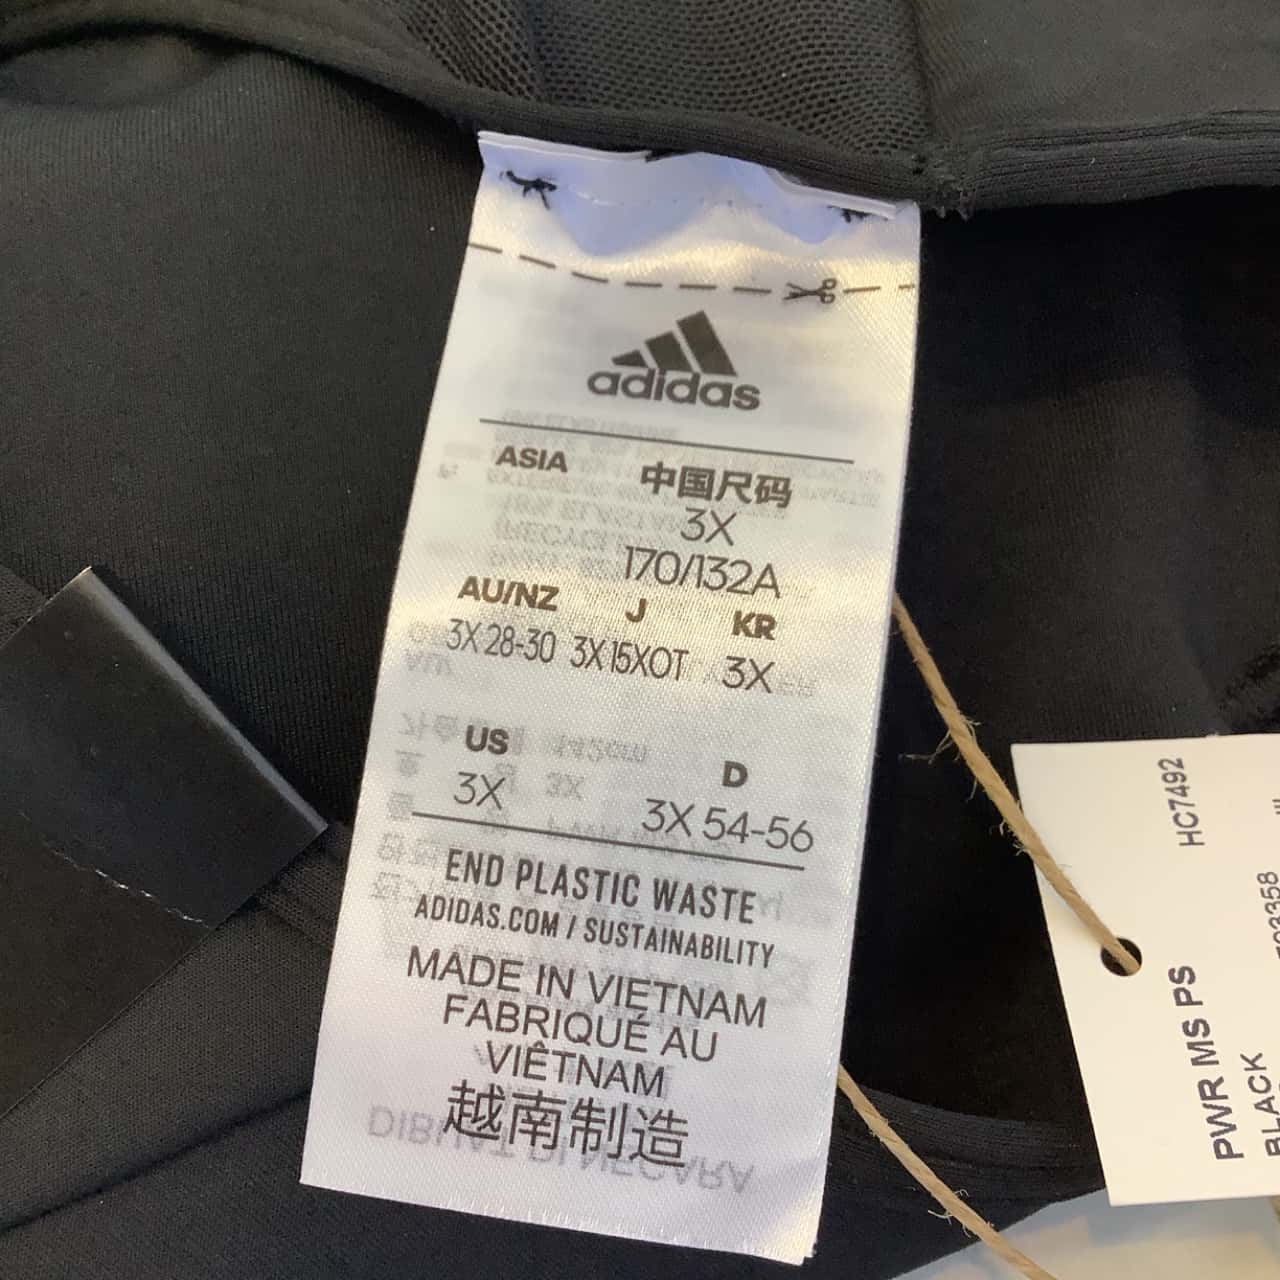 adidas
ASIA 中国尺码
3X
170/132A
AU/NZ J KR
3X 28-30 3X 15XOT 3X
US D
3X 3X 54-56
END PLASTIC WASTE
ADIDAS.COM / SUSTAINABILITY
MADE IN VIETNAM
FABRIQUÉ AU
VIÊTNAM
越南制造
HC7492
PWR MS PS
BLACK